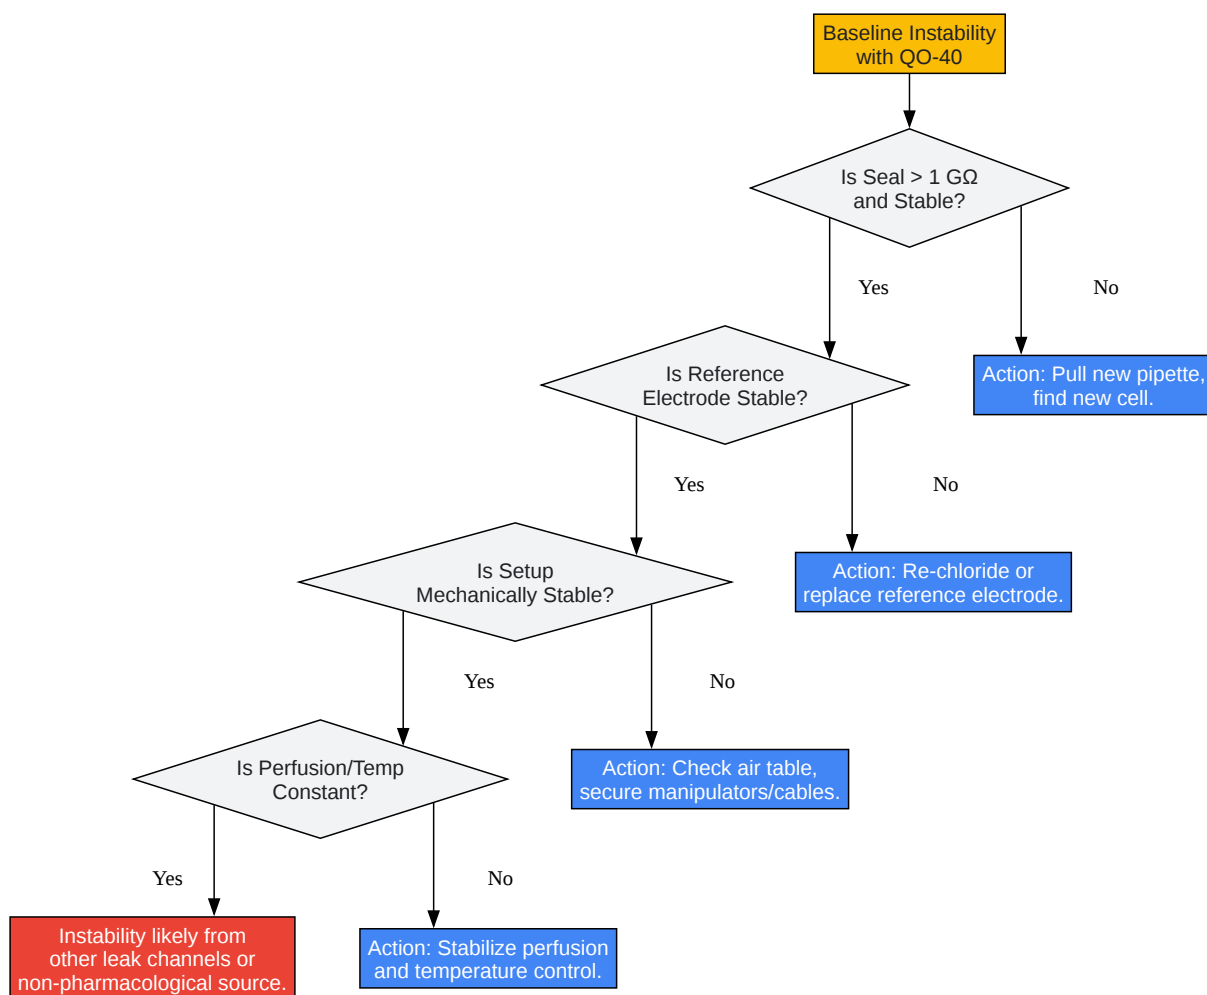 Baseline Instability
with QO-40
Is Seal > 1 GΩ
and Stable?
Yes
No
Is Reference
Electrode Stable?
Action: Pull new pipette,
find new cell.
Yes
No
Is Setup
Mechanically Stable?
Action: Re-chloride or
replace reference electrode.
Yes
No
Is Perfusion/Temp
Constant?
Action: Check air table,
secure manipulators/cables.
Yes
No
Instability likely from
other leak channels or
non-pharmacological source.
Action: Stabilize perfusion
and temperature control.